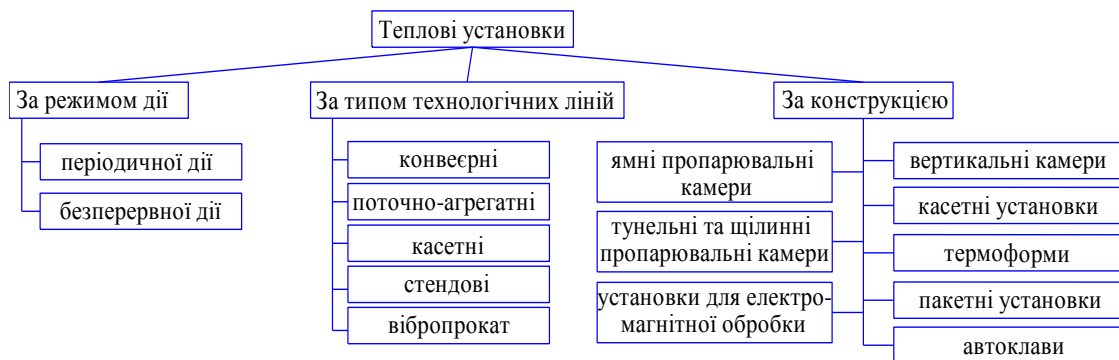 Теплові установки
За режимом дії
періодичної дії
безперервної дії
За типом технологічних ліній
конвеєрні
поточно-агрегатні
касетні
стендові
вібропрокат
За конструкцією
ямні пропарювальні
камери
тунельні та щілинні
пропарювальні камери
установки для електро-
магнітної обробки
вертикальні камери
касетні установки
термоформи
пакетні установки
автоклави